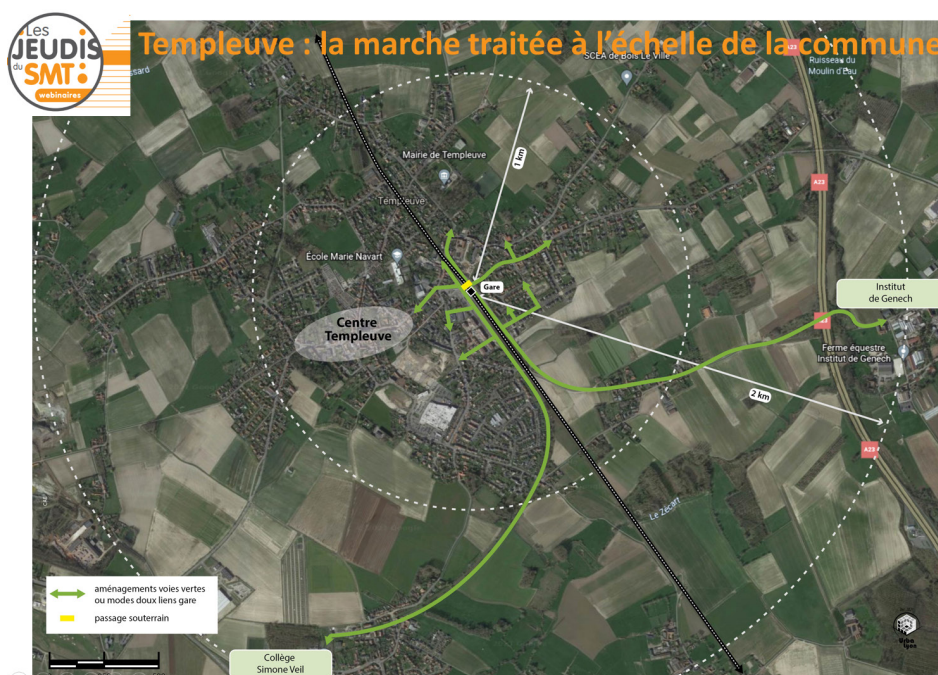 Les
JEUDIS
du SMT
webinaires
Templeuve : la marche traitée à l'échelle de la commune
A23
SCEA de Bois Le Ville
Ruisseau du
Moulin d'Eau
1 km
Mairie de Templeuve
A23
Templeuve
École Marie Navart
Gare
Institut
de Genech
Centre
Templeuve
Ferme équestre
Institut de Genech
2 km
A23
Le Zécart
aménagements voies vertes
ou modes doux liens gare
passage souterrain
Urba
lyon
Collège
Simone Veil